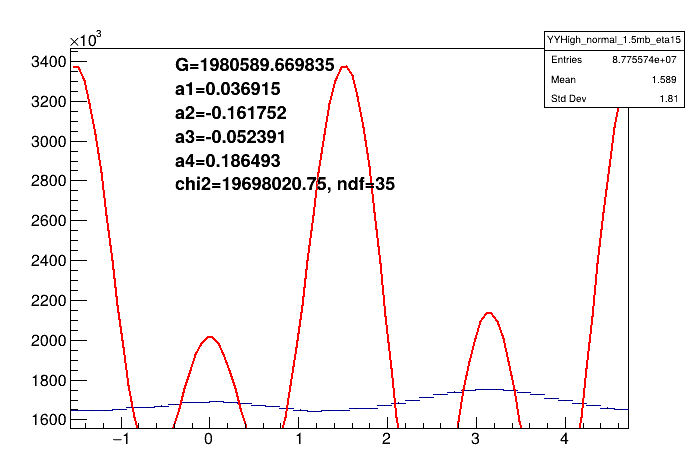 ×10³
YYHigh_normal_1.5mb_eta15
Entries 8.775574e+07
Mean 1.589
Std Dev 1.81
G=1980589.669835
a1=0.036915
a2=-0.161752
a3=-0.052391
a4=0.186493
chi2=19698020.75, ndf=35
3400
3200
3000
2800
2600
2400
2200
2000
1800
1600
−1 0 1 2 3 4